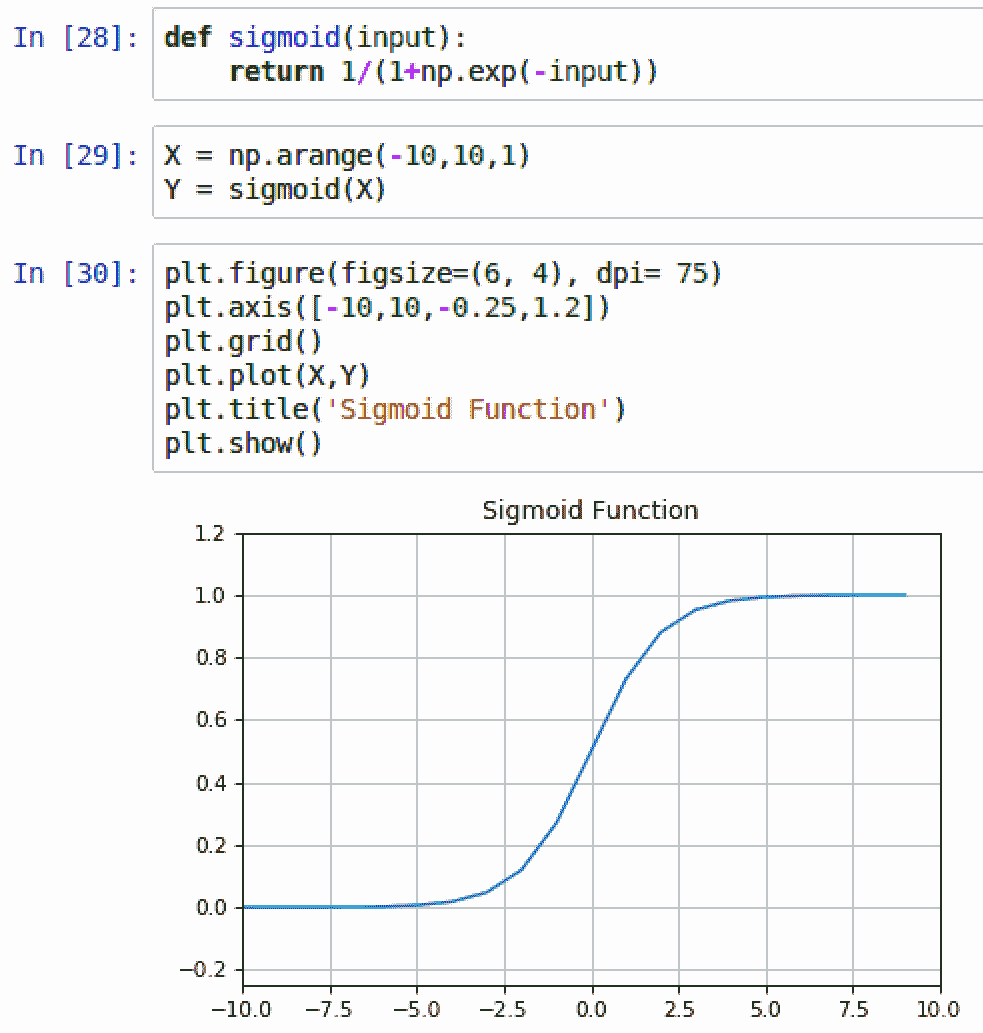 In [28]: def sigmoid(input):
    return 1/(1+np.exp(-input))
In [29]: X = np.arange(-10,10,1)
Y = sigmoid(X)
In [30]: plt.figure(figsize=(6, 4), dpi= 75)
plt.axis([-10,10,-0.25,1.2])
plt.grid()
plt.plot(X,Y)
plt.title('Sigmoid Function')
plt.show()
Sigmoid Function
1.2
1.0
0.8
0.6
0.4
0.2
0.0
−0.2
−10.0 −7.5 −5.0 −2.5 0.0 2.5 5.0 7.5 10.0